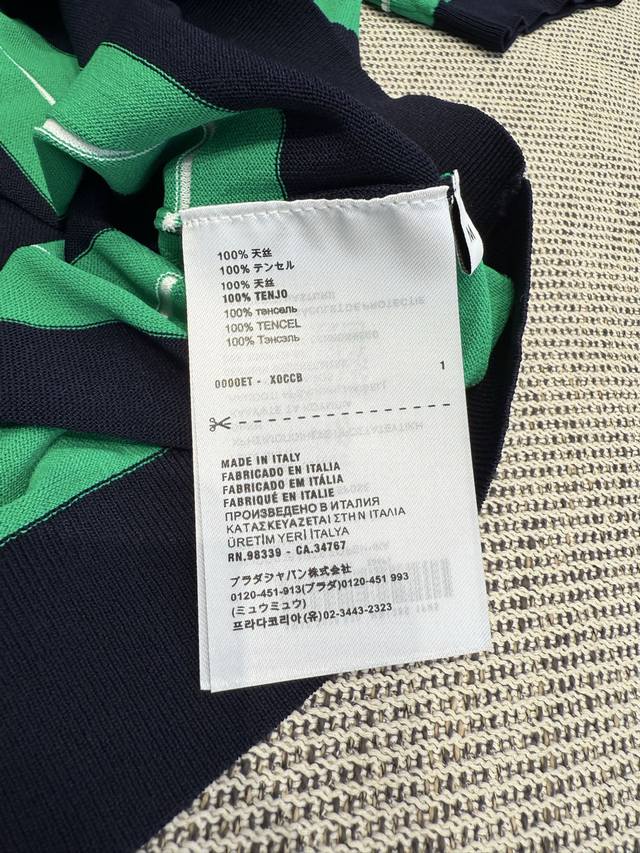 100% 天丝
100% テンセル
100% 天丝
100% TENJO
100% тансель
100% TENCEL
100% Тэнсэль
0000ET - X0CCB 1
MADE IN ITALY
FABRICADO EN ITALIA
FABRICADO EM ITÁLIA
FABRIQUÉ EN ITALIE
ПРОИЗВЕДЕНО В ИТАЛИЯ
ΚΑΤΑΣΚΕΥΑΖΕΤΑΙ ΣΤΗΝ ΙΤΑΛΙΑ
ÜRETİM YERİ İTALYA
RN.98339 - CA.34767
プラダジャパン株式会社
0120-451-913(プラダ)0120-451 993
(ミュウミュウ)
프라다코리아(유)02-3443-2323
M